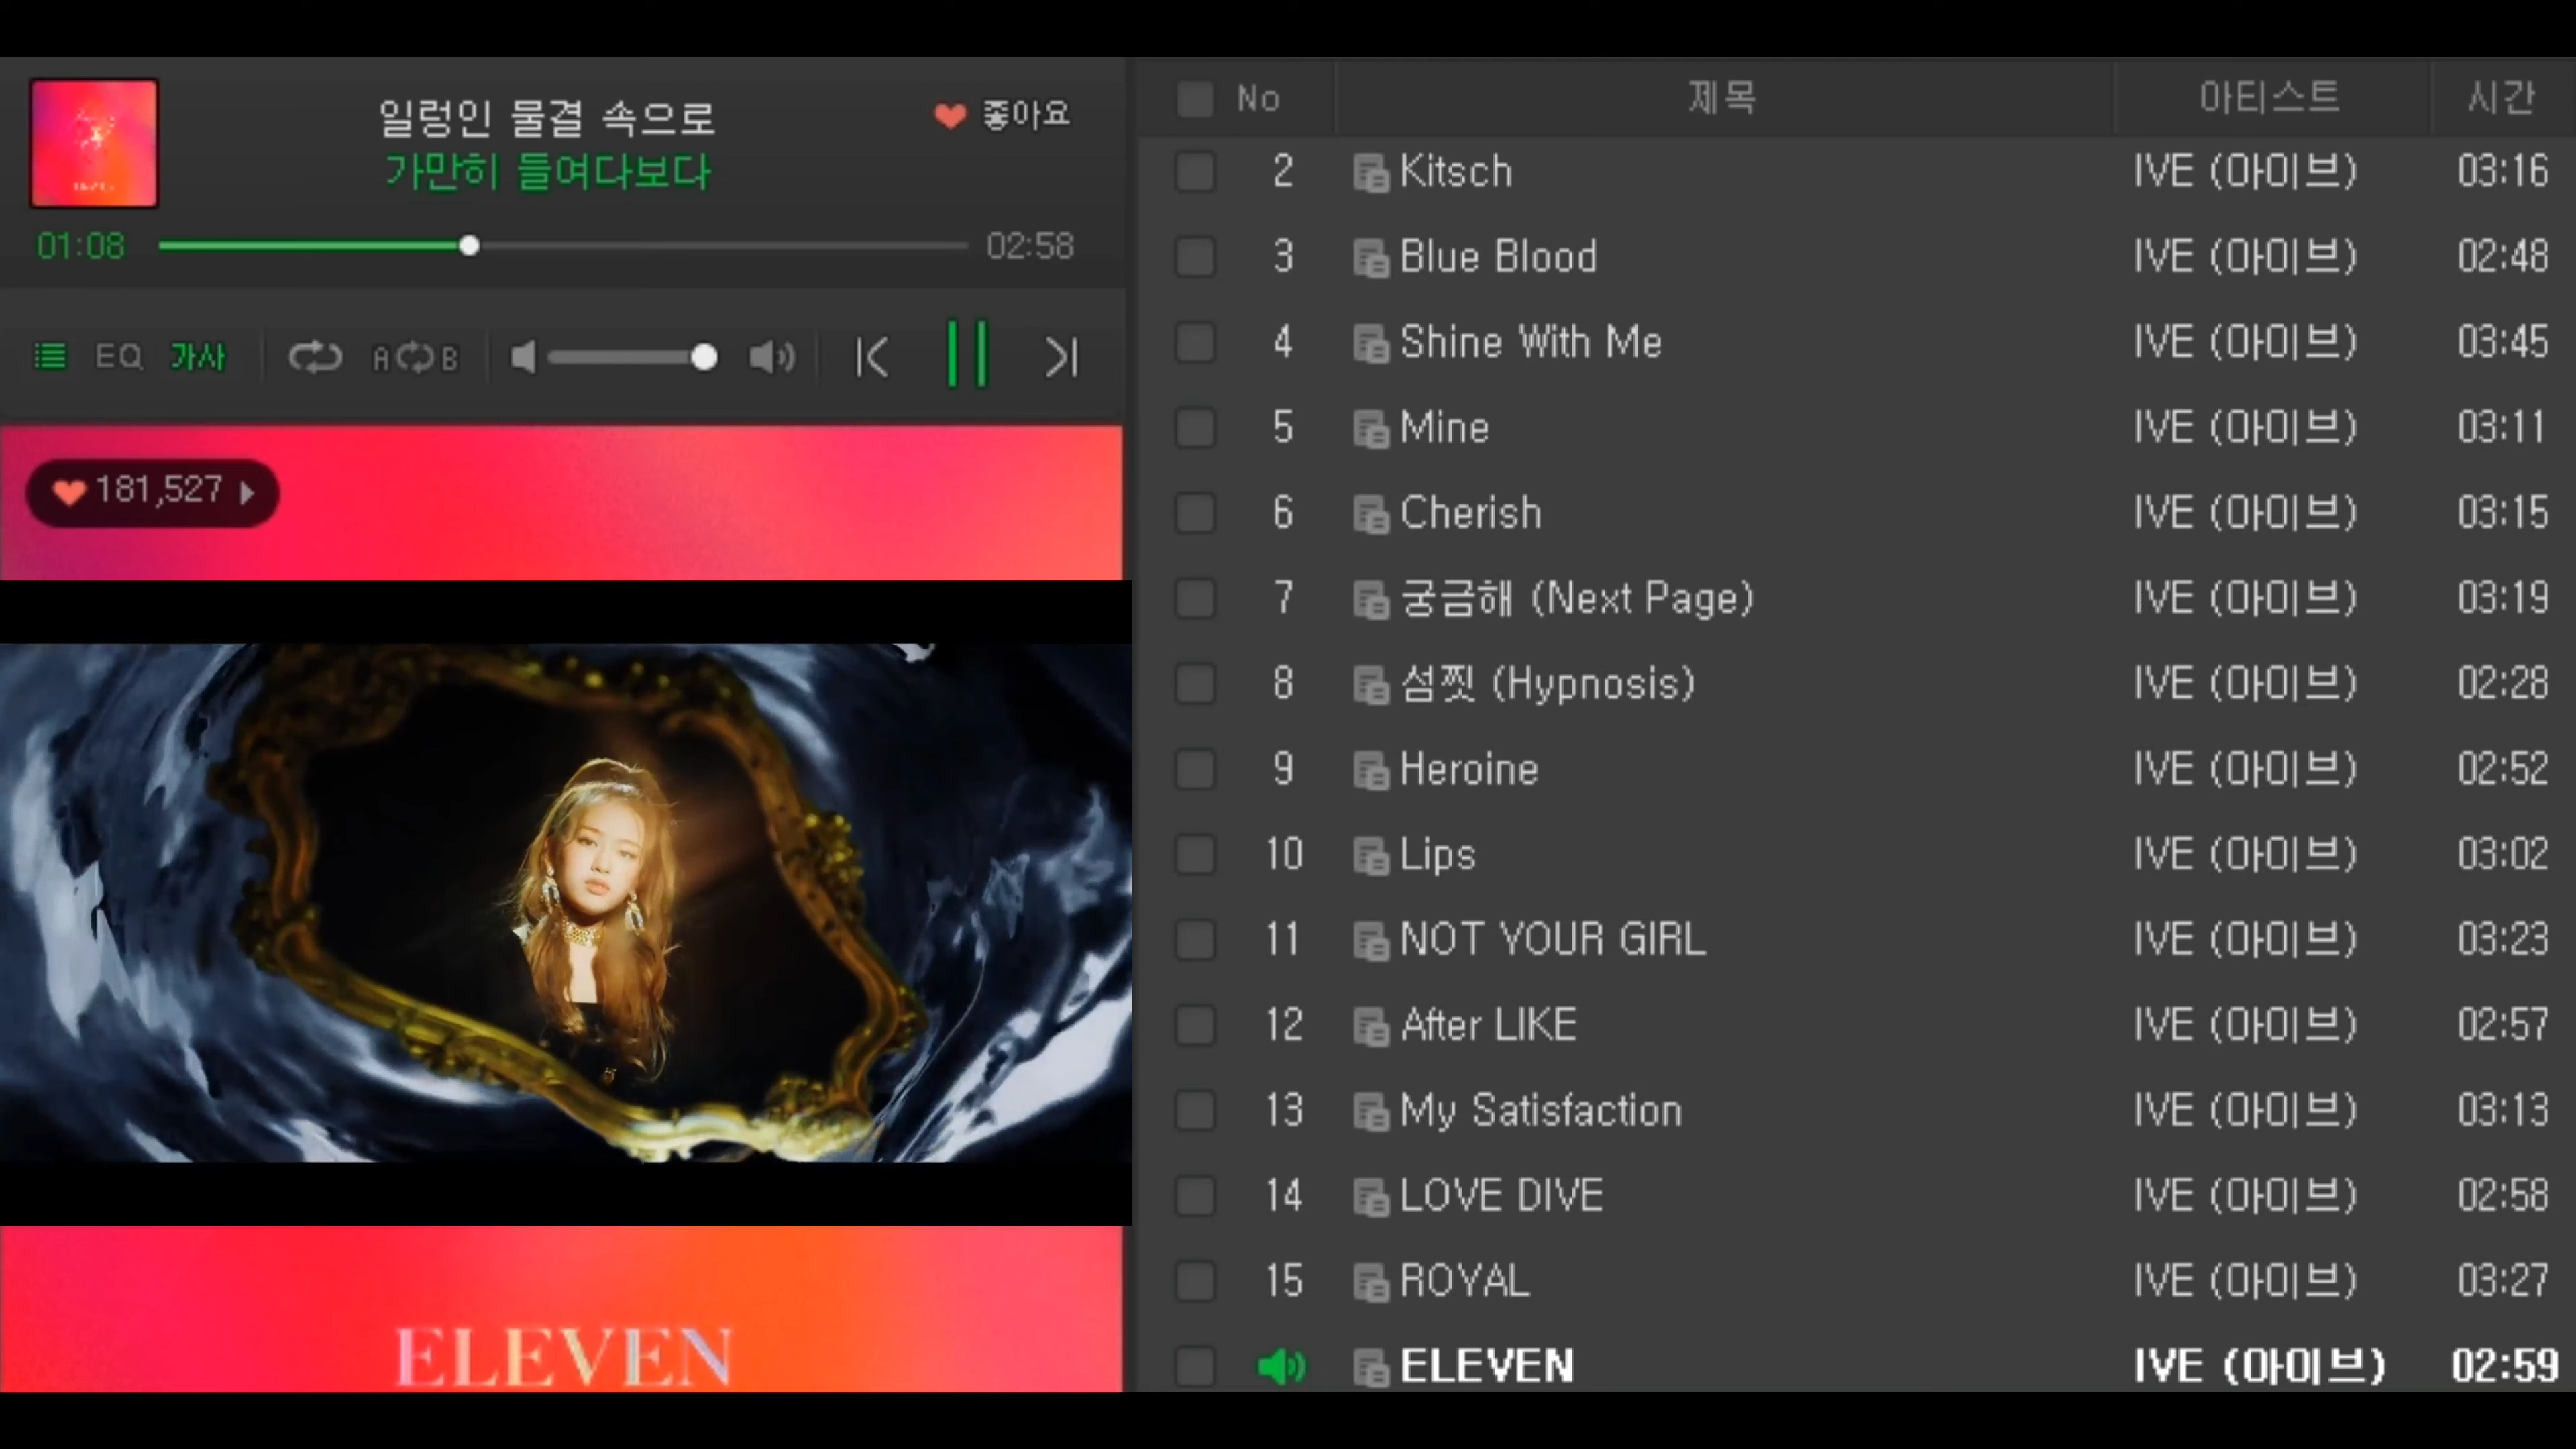 일렁인 물결 속으로
좋아요
가만히 들여다보다
01:08
02:58
EQ 가사
A B
181,527
ELEVEN
No 제목 아티스트 시간
2 Kitsch IVE (아이브) 03:16
3 Blue Blood IVE (아이브) 02:48
4 Shine With Me IVE (아이브) 03:45
5 Mine IVE (아이브) 03:11
6 Cherish IVE (아이브) 03:15
7 궁금해 (Next Page) IVE (아이브) 03:19
8 섬찟 (Hypnosis) IVE (아이브) 02:28
9 Heroine IVE (아이브) 02:52
10 Lips IVE (아이브) 03:02
11 NOT YOUR GIRL IVE (아이브) 03:23
12 After LIKE IVE (아이브) 02:57
13 My Satisfaction IVE (아이브) 03:13
14 LOVE DIVE IVE (아이브) 02:58
15 ROYAL IVE (아이브) 03:27
ELEVEN IVE (아이브) 02:59